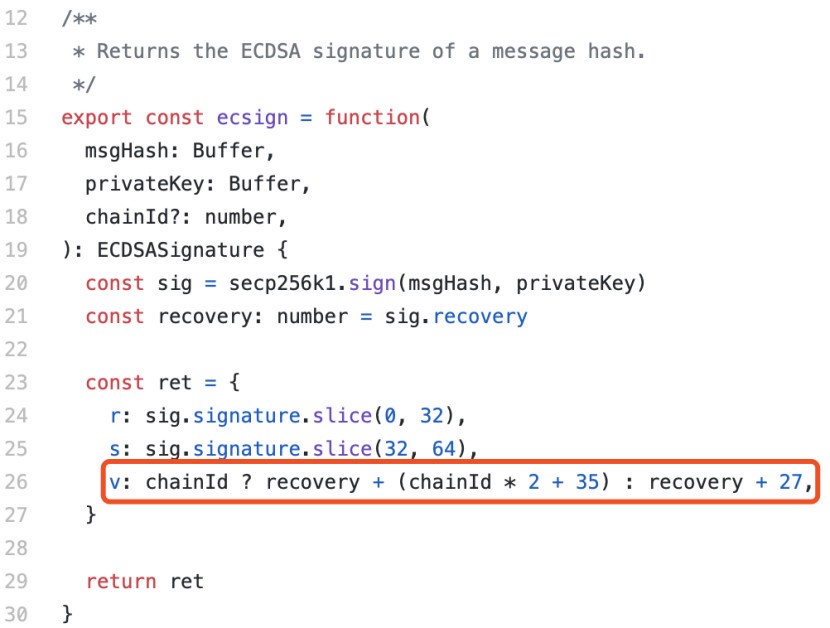 12 /**
13  * Returns the ECDSA signature of a message hash.
14  */
15 export const ecsign = function(
16   msgHash: Buffer,
17   privateKey: Buffer,
18   chainId?: number,
19 ): ECDSASignature {
20   const sig = secp256k1.sign(msgHash, privateKey)
21   const recovery: number = sig.recovery
22
23   const ret = {
24     r: sig.signature.slice(0, 32),
25     s: sig.signature.slice(32, 64),
26     v: chainId ? recovery + (chainId * 2 + 35) : recovery + 27,
27   }
28
29   return ret
30 }